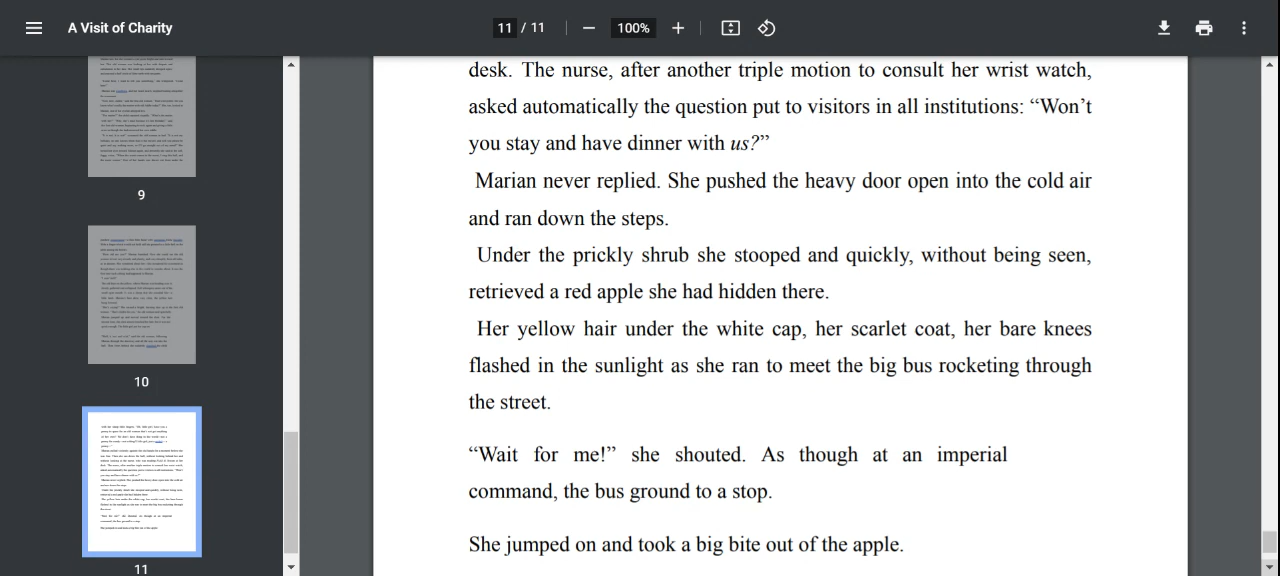 A Visit of Charity
11 / 11
100%
9
10
11
desk. The nurse, after another triple motion to consult her wrist watch,
asked automatically the question put to visitors in all institutions: “Won’t
you stay and have dinner with us?”
Marian never replied. She pushed the heavy door open into the cold air
and ran down the steps.
Under the prickly shrub she stooped and quickly, without being seen,
retrieved a red apple she had hidden there.
Her yellow hair under the white cap, her scarlet coat, her bare knees
flashed in the sunlight as she ran to meet the big bus rocketing through
the street.
“Wait for me!” she shouted. As though at an imperial
command, the bus ground to a stop.
She jumped on and took a big bite out of the apple.